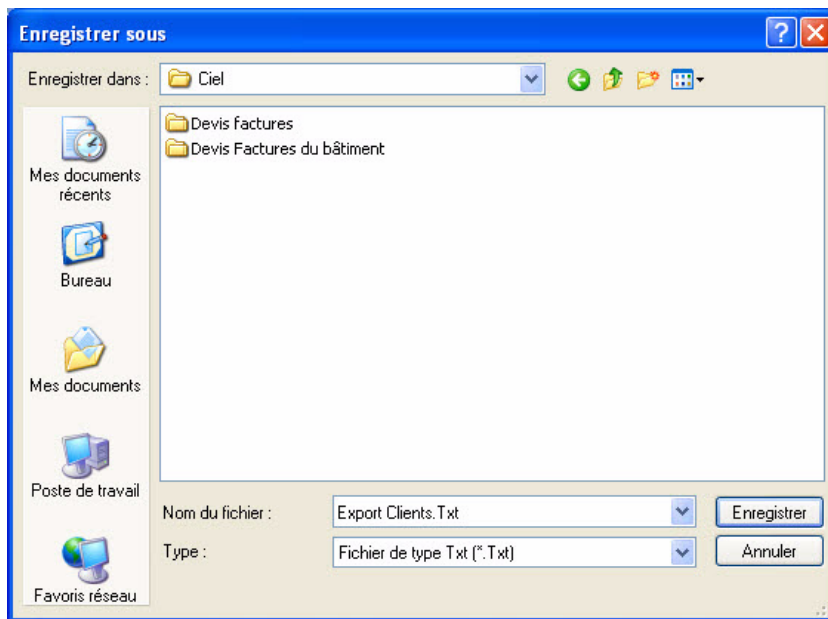 Enregistrer sous
Enregistrer dans :
Ciel
Mes documents
récents
Bureau
Mes documents
Poste de travail
Favoris réseau
Devis factures
Devis Factures du bâtiment
Nom du fichier :
Export Clients.Txt
Enregistrer
Type :
Fichier de type Txt (*.Txt)
Annuler